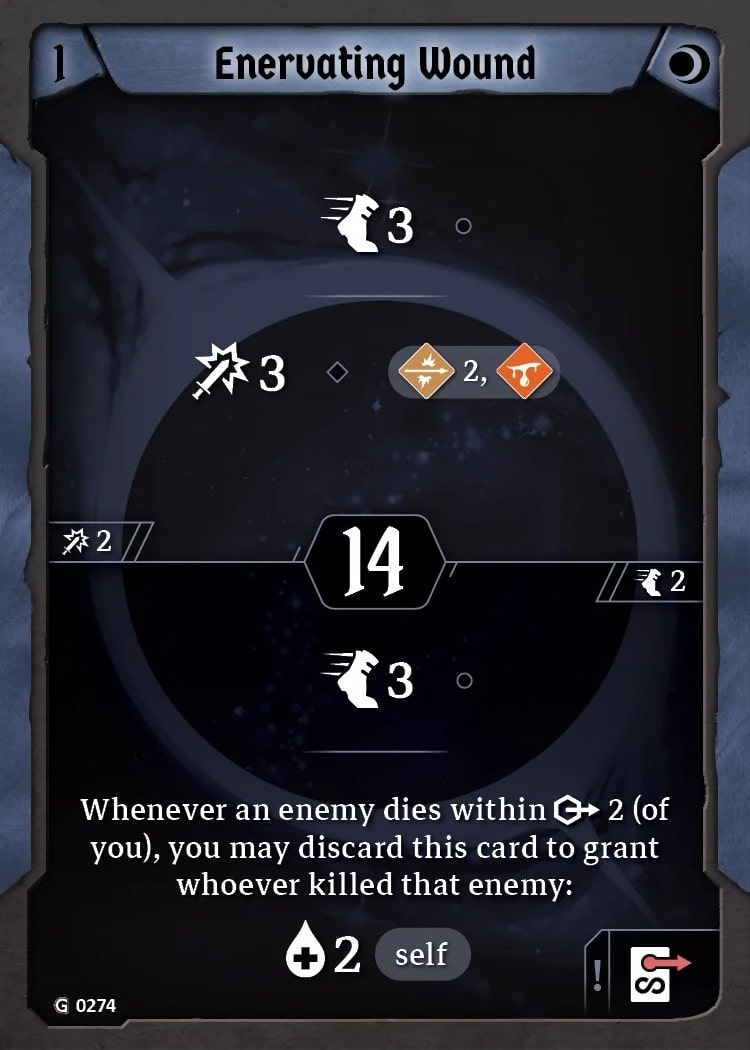 1
Enervating Wound
3
3
2,
2
14
2
3
Whenever an enemy dies within 2 (of
you), you may discard this card to grant
whoever killed that enemy:
2 self
!
G 0274